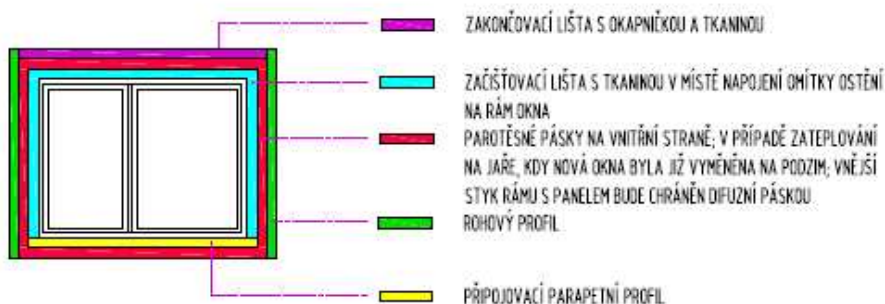 ZAKONČOVACÍ LIŠTA S OKAPNIČKOU A TKANINOU
ZAČIŠŤOVACÍ LIŠTA S TKANINOU V MÍSTĚ NAPOJENÍ OMÍTKY OSTĚNÍ
NA RÁM OKNA
PAROTĚSNÉ PÁSKY NA VNITŘNÍ STRANĚ; V PŘÍPADĚ ZATEPLOVÁNÍ
NA JAŘE, KDY NOVÁ OKNA BYLA JIŽ VYMĚNĚNA NA PODZIM; VNĚJŠÍ
STYK RÁMU S PANELEM BUDE CHRÁNĚN DIFUZNÍ PÁSKOU
ROHOVÝ PROFIL
PŘIPOJOVACÍ PARAPETNÍ PROFIL